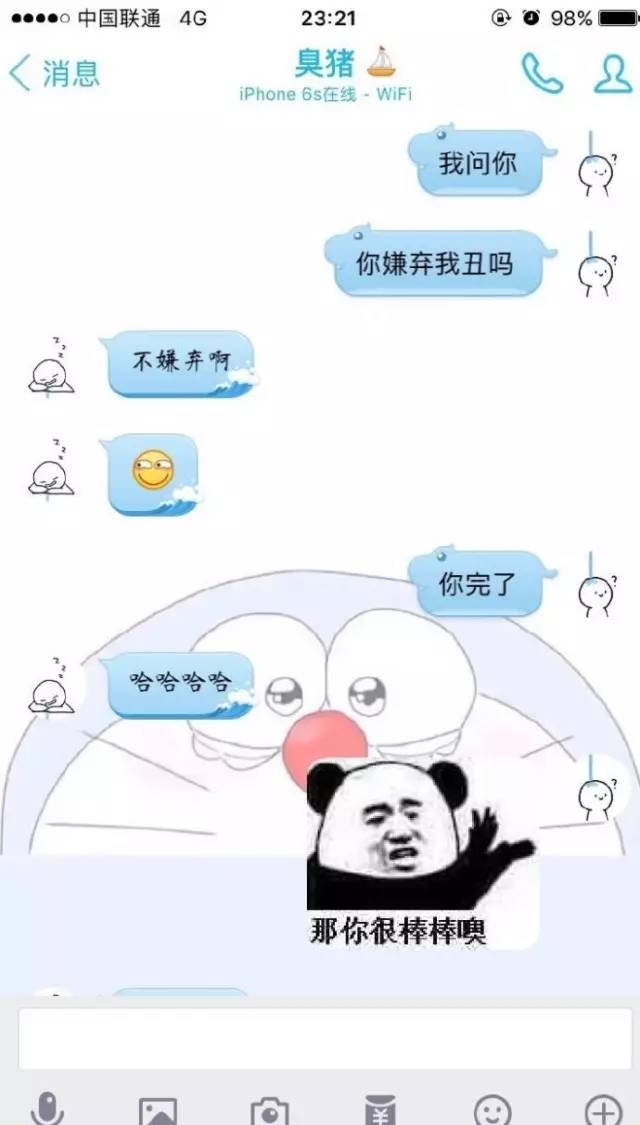 中国联通 4G 23:21 98%
消息 臭猪
iPhone 6s在线 - WiFi
我问你
?
你嫌弃我丑吗
?
z z z
不嫌弃啊
z z z
你完了
?
z z z
哈哈哈哈
?
那你很棒棒噢
¥